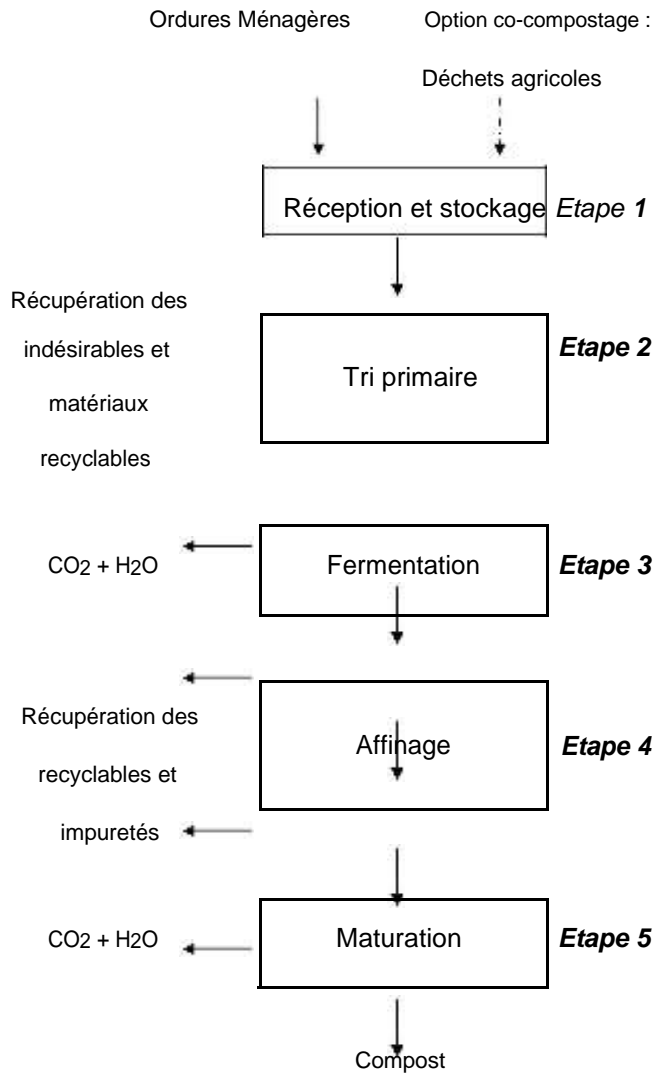 Ordures Ménagères
Option co-compostage :
Déchets agricoles
Réception et stockage Etape 1
Récupération des
indésirables et
matériaux
recyclables
Tri primaire
Etape 2
CO2 + H2O
Fermentation
Etape 3
Récupération des
recyclables et
impuretés
Affinage
Etape 4
CO2 + H2O
Maturation
Etape 5
Compost